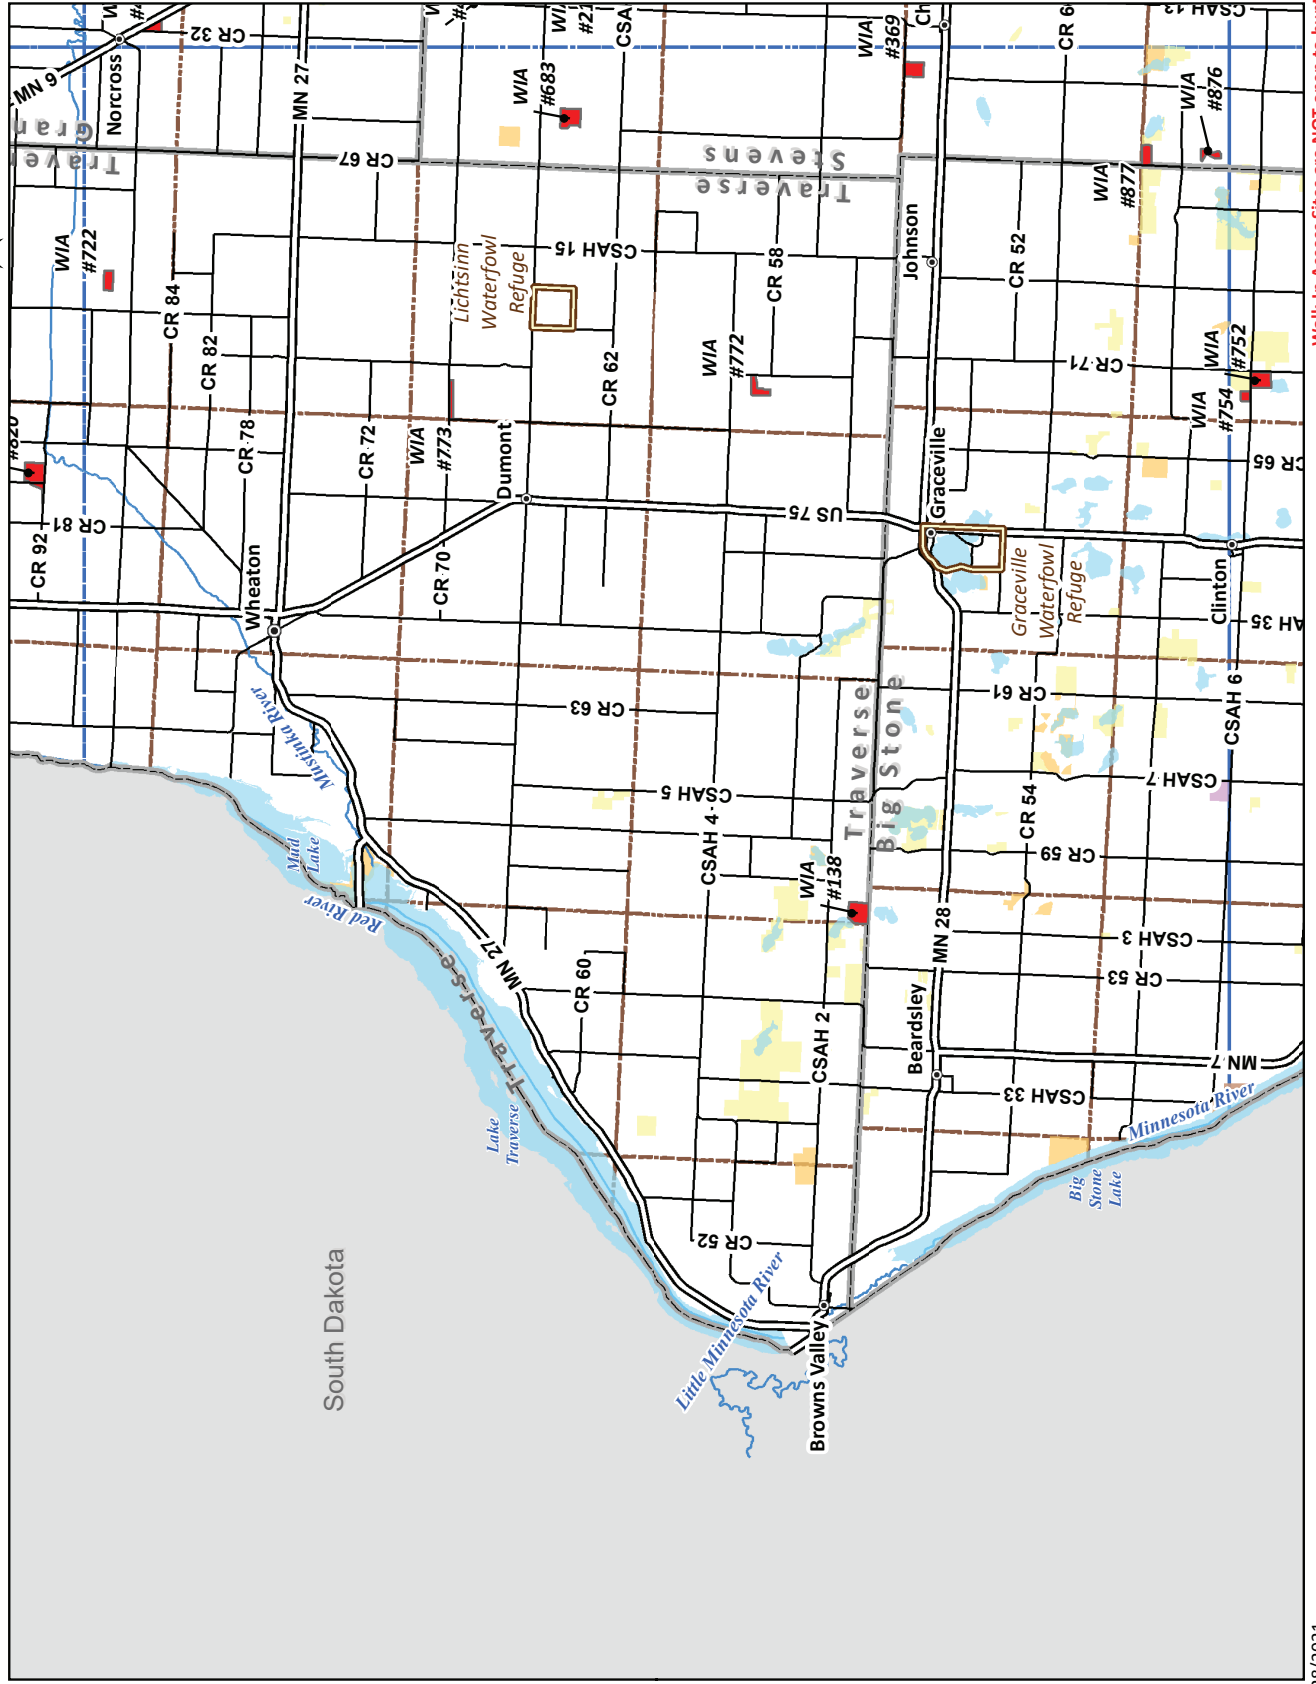 South Dakota
Browns Valley
Little Minnesota River
Lake
Traverse
Big
Stone
Lake
Minnesota River
CR 52
CSAH 2
CR 60
MN 27
Traverse
Red River
Mud
Lake
Mustinka River
Beardsley
CSAH 33
MN 7
MN 28
CSAH 3
CR 53
WIA
#138
CSAH 4
CSAH 5
CR 63
Traverse
Big Stone
CR 54
CR 59
CR 61
CSAH 7
CSAH 6
Wheaton
CR 92
CR 81
CR 70
CR 72
CR 78
CR 82
CR 84
WIA
#773
Dumont
US 75
Graceville
Graceville
Waterfowl
Refuge
Clinton
AH 35
CR 65
WIA
#754
WIA
#752
CR 71
CR 62
WIA
#772
Lichtsinn
Waterfowl
Refuge
CSAH 15
CR 58
Johnson
CR 52
WIA
#722
#820
MN 27
CR 67
Traverse
Stevens
WIA
#683
WIA
#877
WIA
#876
WIA
#369
Norcross
MN 9
CR 32
CSAH 13
08/2021